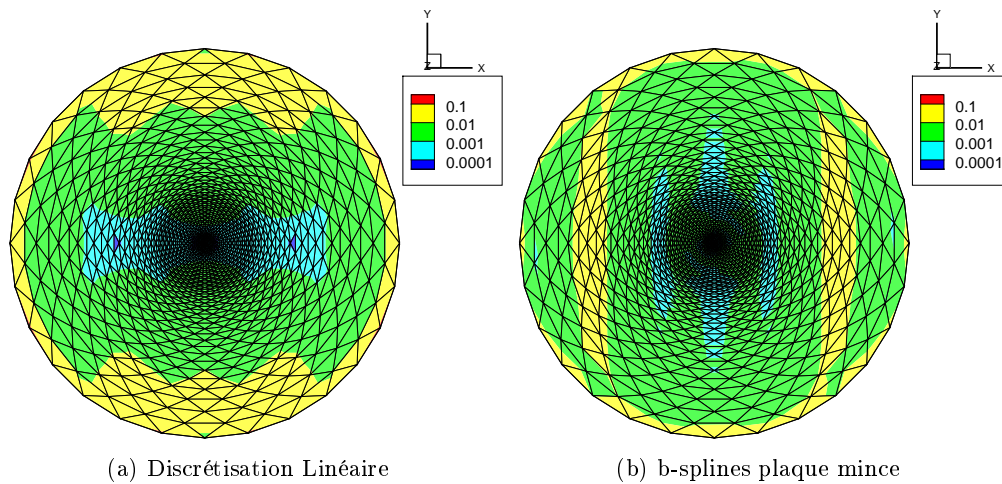 Y
Z X
0.1
0.01
0.001
0.0001
Y
Z X
0.1
0.01
0.001
0.0001
(a) Discrétisation Linéaire
(b) b-splines plaque mince